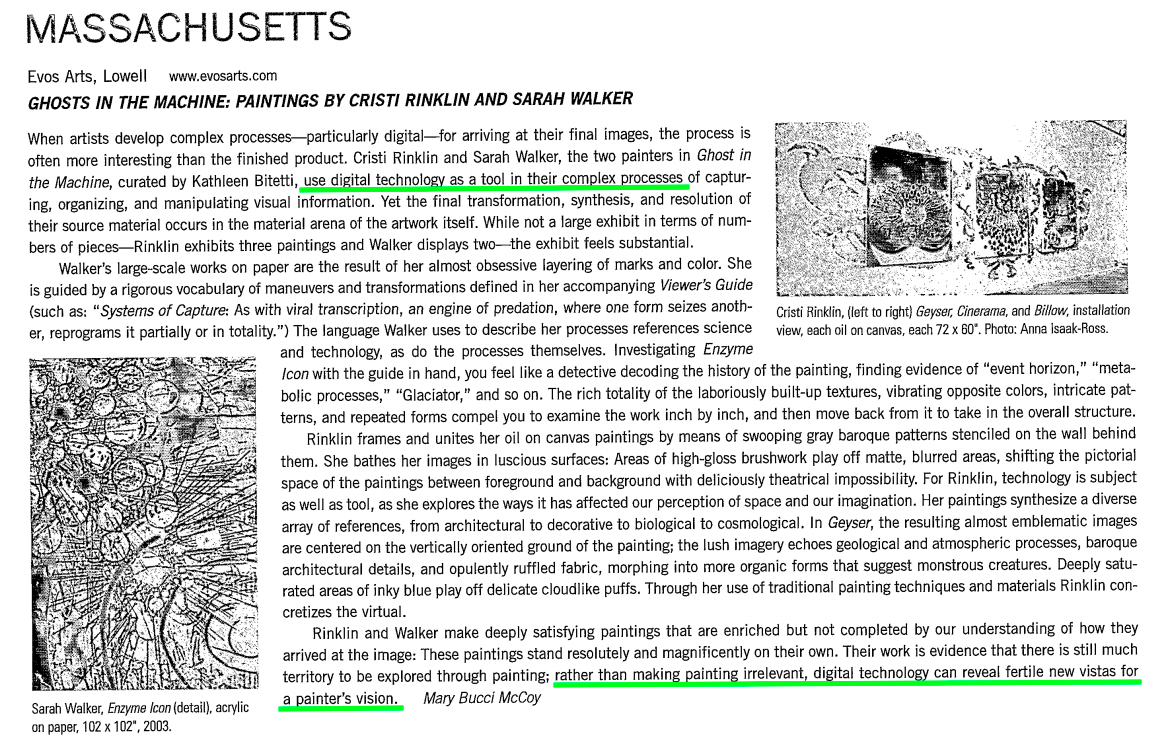 MASSACHUSETTS
Evos Arts, Lowell www.evosarts.com
GHOSTS IN THE MACHINE: PAINTINGS BY CRISTI RINKLIN AND SARAH WALKER
When artists develop complex processes—particularly digital—for arriving at their final images, the process is
often more interesting than the finished product. Cristi Rinklin and Sarah Walker, the two painters in Ghost in
the Machine, curated by Kathleen Bitetti, use digital technology as a tool in their complex processes of captur-
ing, organizing, and manipulating visual information. Yet the final transformation, synthesis, and resolution of
their source material occurs in the material arena of the artwork itself. While not a large exhibit in terms of num-
bers of pieces—Rinklin exhibits three paintings and Walker displays two—the exhibit feels substantial.
Walker's large-scale works on paper are the result of her almost obsessive layering of marks and color. She
is guided by a rigorous vocabulary of maneuvers and transformations defined in her accompanying Viewer's Guide
(such as: “Systems of Capture: As with viral transcription, an engine of predation, where one form seizes anoth-
er, reprograms it partially or in totality.”) The language Walker uses to describe her processes references science
and technology, as do the processes themselves. Investigating Enzyme
Icon with the guide in hand, you feel like a detective decoding the history of the painting, finding evidence of “event horizon,” “meta-
bolic processes,” “Glaciator,” and so on. The rich totality of the laboriously built-up textures, vibrating opposite colors, intricate pat-
terns, and repeated forms compel you to examine the work inch by inch, and then move back from it to take in the overall structure.
Rinklin frames and unites her oil on canvas paintings by means of swooping gray baroque patterns stenciled on the wall behind
them. She bathes her images in luscious surfaces: Areas of high-gloss brushwork play off matte, blurred areas, shifting the pictorial
space of the paintings between foreground and background with deliciously theatrical impossibility. For Rinklin, technology is subject
as well as tool, as she explores the ways it has affected our perception of space and our imagination. Her paintings synthesize a diverse
array of references, from architectural to decorative to biological to cosmological. In Geyser, the resulting almost emblematic images
are centered on the vertically oriented ground of the painting; the lush imagery echoes geological and atmospheric processes, baroque
architectural details, and opulently ruffled fabric, morphing into more organic forms that suggest monstrous creatures. Deeply satu-
rated areas of inky blue play off delicate cloudlike puffs. Through her use of traditional painting techniques and materials Rinklin con-
cretizes the virtual.
Rinklin and Walker make deeply satisfying paintings that are enriched but not completed by our understanding of how they
arrived at the image: These paintings stand resolutely and magnificently on their own. Their work is evidence that there is still much
territory to be explored through painting; rather than making painting irrelevant, digital technology can reveal fertile new vistas for
a painter's vision. Mary Bucci McCoy
Cristi Rinklin, (left to right) Geyser, Cinerama, and Billow, installation
view, each oil on canvas, each 72 x 60". Photo: Anna Isaak-Ross.
Sarah Walker, Enzyme Icon (detail), acrylic
on paper, 102 x 102", 2003.